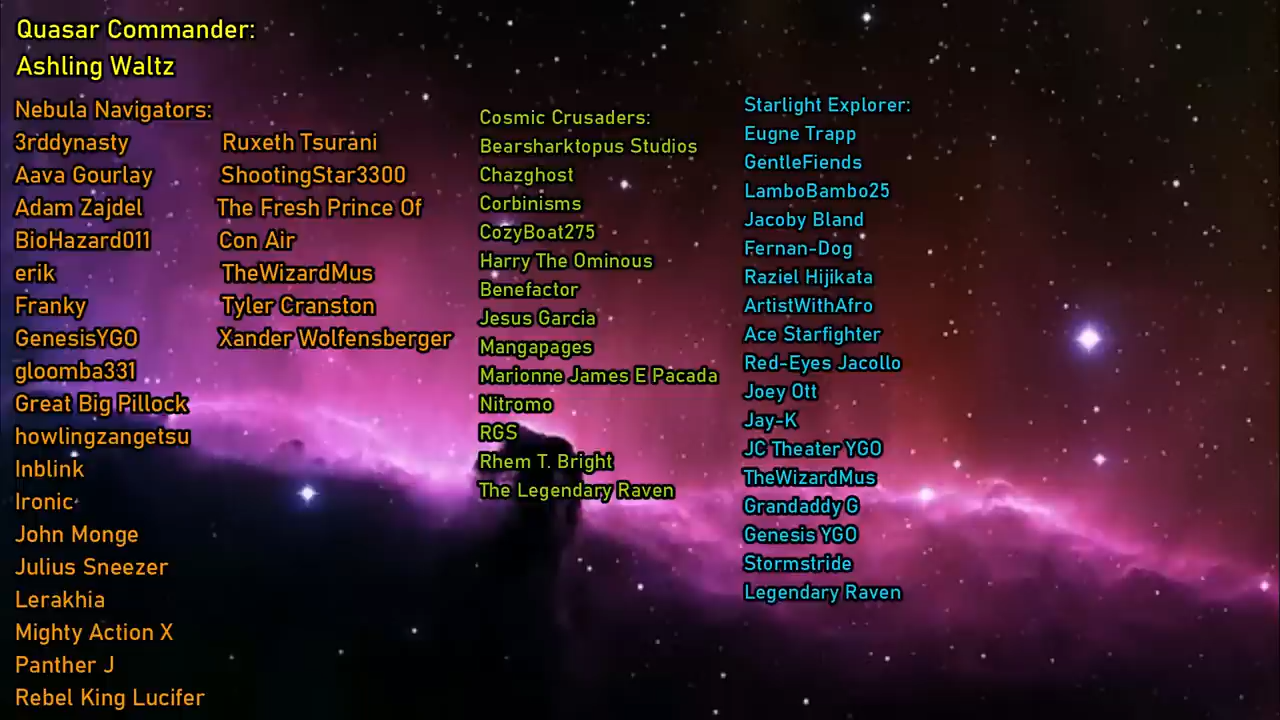 Quasar Commander:
Ashling Waltz
Nebula Navigators:
3rddynasty
Aava Gourlay
Adam Zajdel
BioHazard011
erik
Franky
GenesisYGO
gloomba331
Great Big Pillock
howlingzangetsu
Inblink
Ironic
John Monge
Julius Sneezer
Lerakhia
Mighty Action X
Panther J
Rebel King Lucifer
Ruxeth Tsurani
ShootingStar3300
The Fresh Prince Of
Con Air
TheWizardMus
Tyler Cranston
Xander Wolfensberger
Cosmic Crusaders:
Bearsharktopus Studios
Chazghost
Corbinisms
CozyBoat275
Harry The Ominous
Benefactor
Jesus Garcia
Mangapages
Marionne James E Pacada
Nitromo
RGS
Rhem T. Bright
The Legendary Raven
Starlight Explorer:
Eugne Trapp
GentleFiends
LamboBambo25
Jacoby Bland
Fernan-Dog
Raziel Hijikata
ArtistWithAfro
Ace Starfighter
Red-Eyes Jacollo
Joey Ott
Jay-K
JC Theater YGO
TheWizardMus
Grandaddy G
Genesis YGO
Stormstride
Legendary Raven